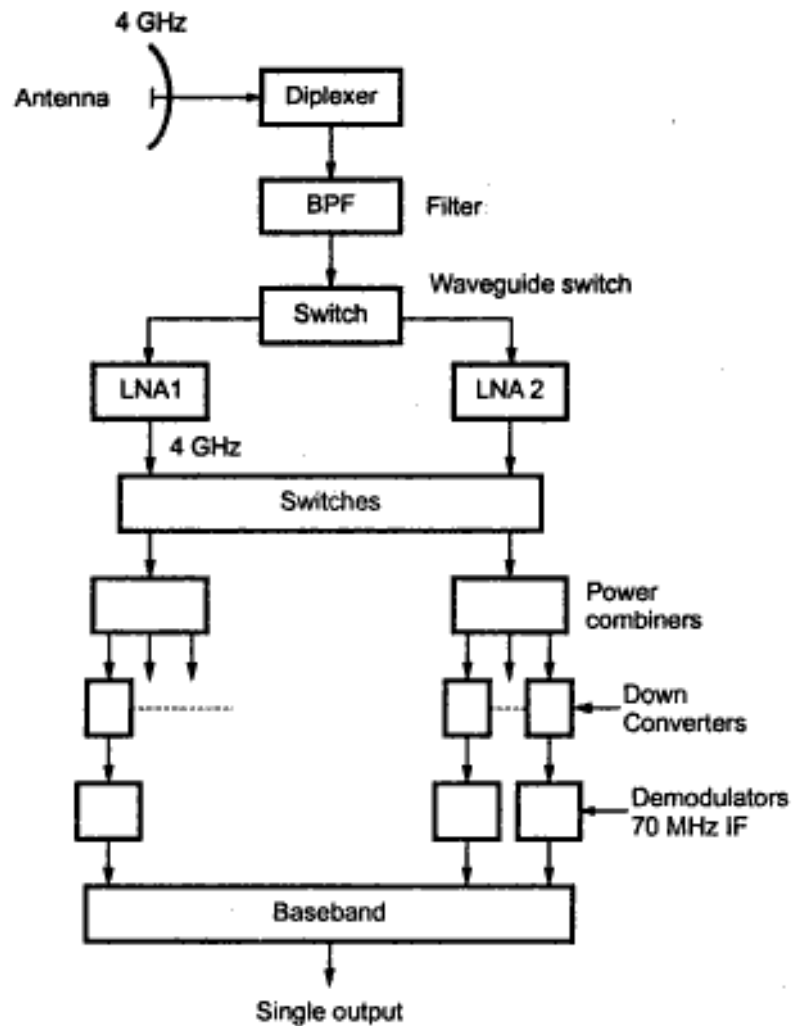 4 GHz
Antenna
Diplexer
BPF
Filter
Waveguide switch
Switch
LNA1
LNA 2
4 GHz
Switches
Power
combiners
Down
Converters
Demodulators
70 MHz IF
Baseband
Single output